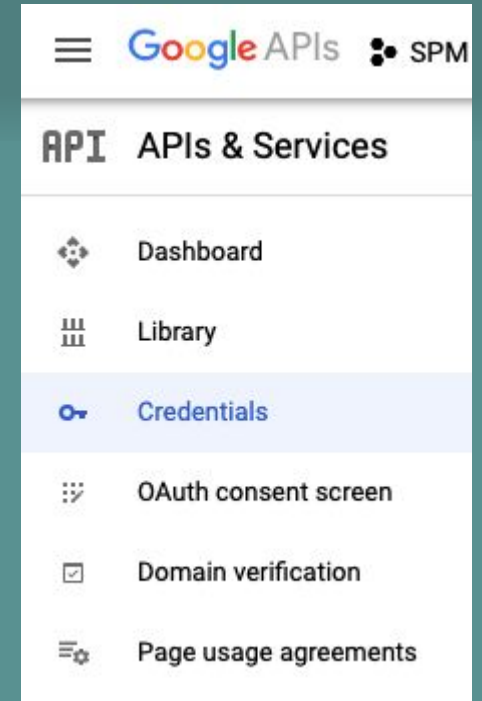 Google APIs SPM
API APIs & Services
Dashboard
Library
Credentials
OAuth consent screen
Domain verification
Page usage agreements